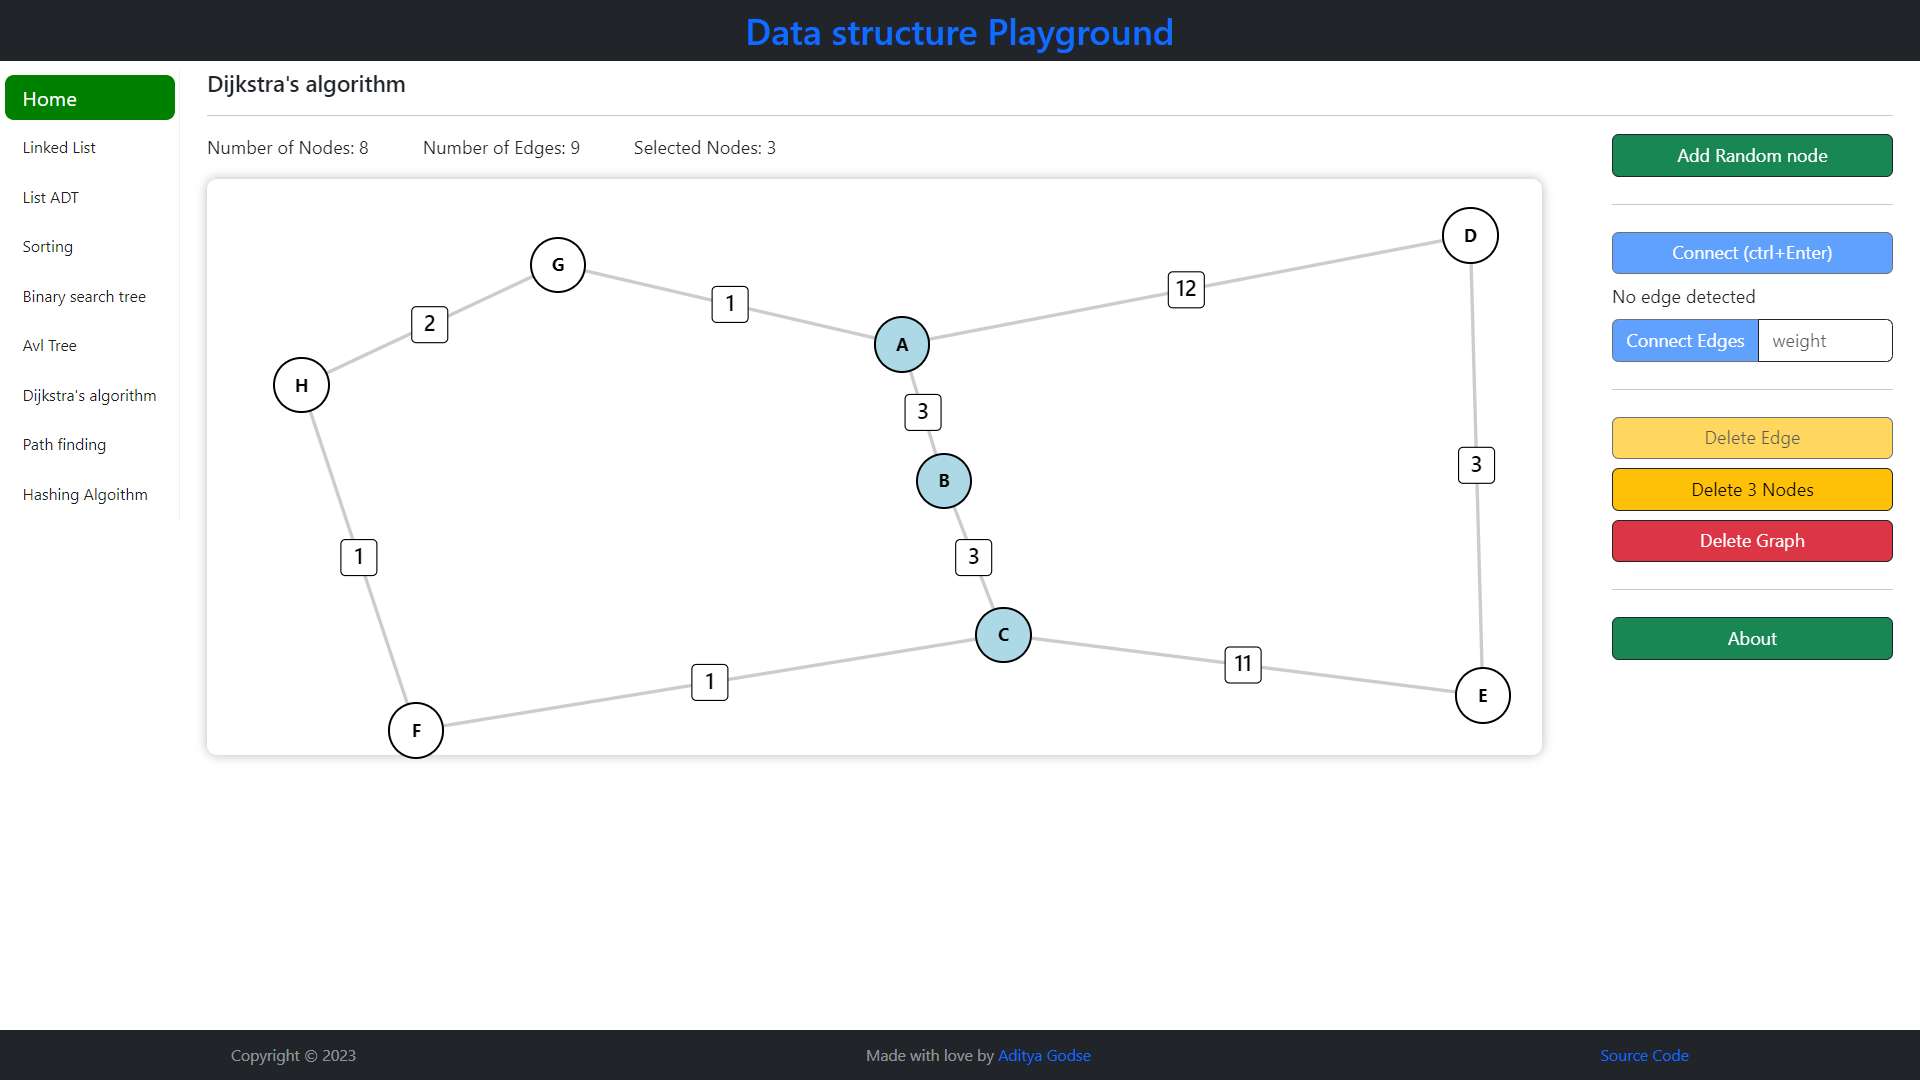 Data structure Playground
Home
Linked List
List ADT
Sorting
Binary search tree
Avl Tree
Dijkstra's algorithm
Path finding
Hashing Algoithm
Dijkstra's algorithm
Number of Nodes: 8
Number of Edges: 9
Selected Nodes: 3
D
G
12
1
2
A
H
3
3
B
1
3
C
11
1
E
F
Add Random node
Connect (ctrl+Enter)
No edge detected
Connect Edges
weight
Delete Edge
Delete 3 Nodes
Delete Graph
About
Copyright © 2023
Made with love by Aditya Godse
Source Code